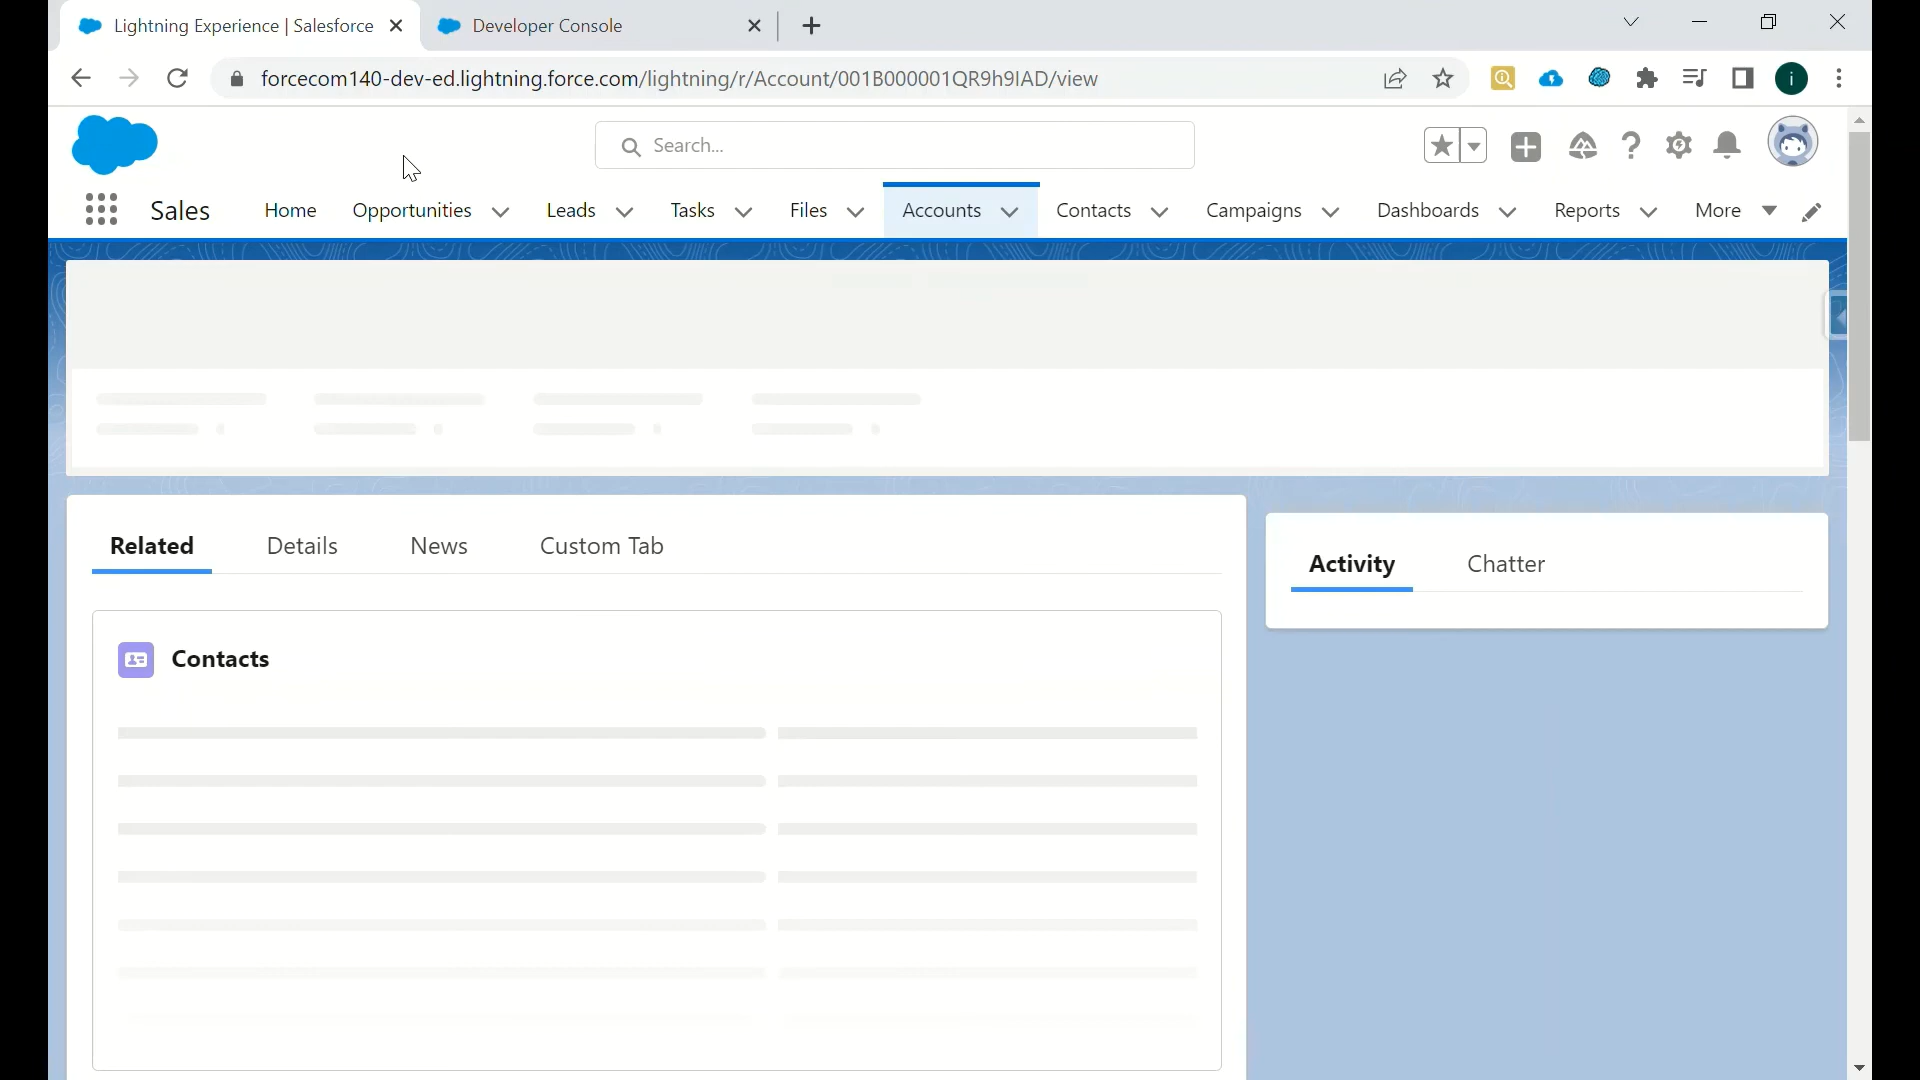 Lightning Experience | Salesforce
Developer Console
forcecom140-dev-ed.lightning.force.com/lightning/r/Account/001B000001QR9h9IAD/view
Search...
Sales
Home
Opportunities
Leads
Tasks
Files
Accounts
Contacts
Campaigns
Dashboards
Reports
More
i
Related
Details
News
Custom Tab
Activity
Chatter
Contacts